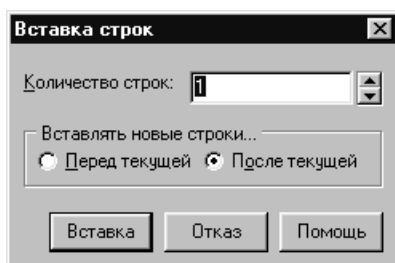 Вставка строк
Количество строк: 1
Вставлять новые строки...
Перед текущей После текущей
Вставка Отказ Помощь